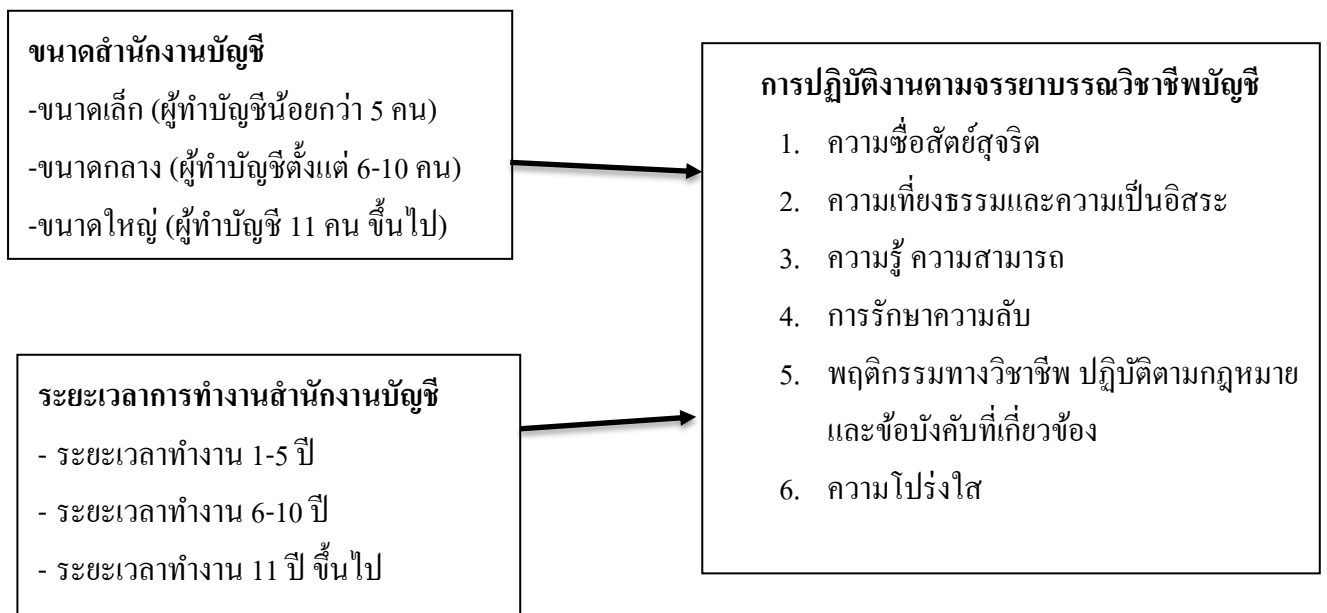 ขนาดสำนักงานบัญชี
-ขนาดเล็ก (ผู้ทำบัญชีน้อยกว่า 5 คน)
-ขนาดกลาง (ผู้ทำบัญชีตั้งแต่ 6-10 คน)
-ขนาดใหญ่ (ผู้ทำบัญชี 11 คน ขึ้นไป)
ระยะเวลาการทำงานสำนักงานบัญชี
- ระยะเวลาทำงาน 1-5 ปี
- ระยะเวลาทำงาน 6-10 ปี
- ระยะเวลาทำงาน 11 ปี ขึ้นไป
การปฏิบัติงานตามจรรยาบรรณวิชาชีพบัญชี
1. ความซื่อสัตย์สุจริต
2. ความเที่ยงธรรมและความเป็นอิสระ
3. ความรู้ ความสามารถ
4. การรักษาความลับ
5. พฤติกรรมทางวิชาชีพ ปฏิบัติตามกฎหมาย
และข้อบังคับที่เกี่ยวข้อง
6. ความโปร่งใส